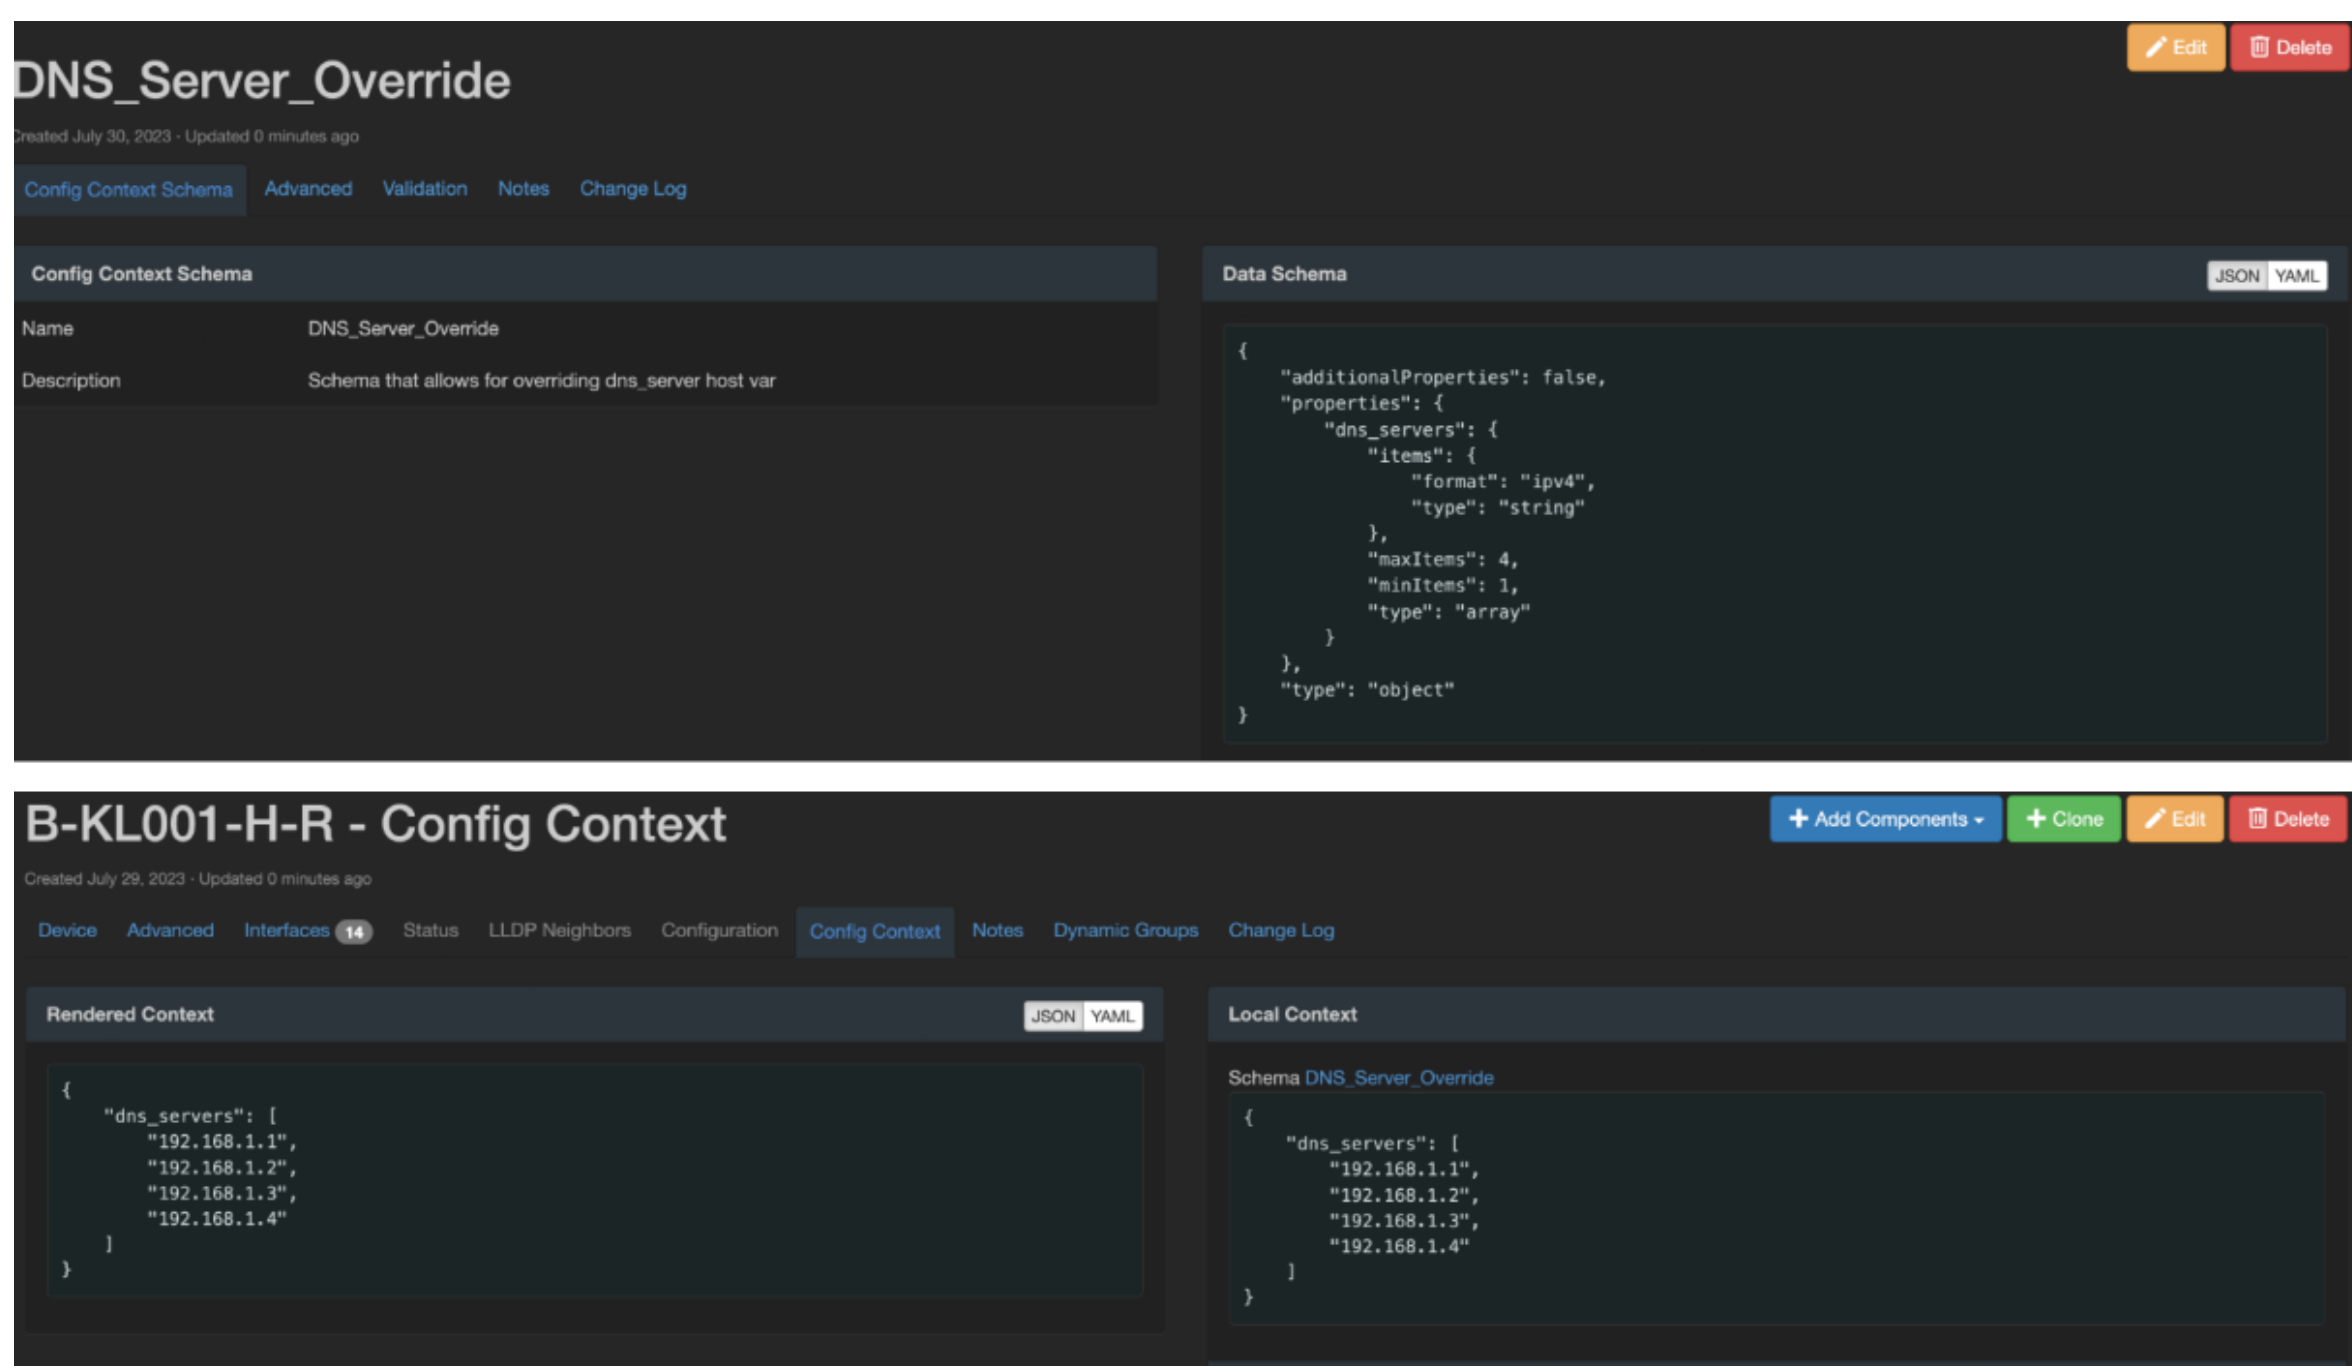 Edit Delete
DNS_Server_Override
Created July 30, 2023 · Updated 0 minutes ago
Config Context Schema Advanced Validation Notes Change Log
Config Context Schema
Name DNS_Server_Override
Description Schema that allows for overriding dns_server host var
Data Schema JSON YAML
{
    "additionalProperties": false,
    "properties": {
        "dns_servers": {
            "items": {
                "format": "ipv4",
                "type": "string"
            },
            "maxItems": 4,
            "minItems": 1,
            "type": "array"
        }
    },
    "type": "object"
}
B-KL001-H-R - Config Context
Add Components Clone Edit Delete
Created July 29, 2023 · Updated 0 minutes ago
Device Advanced Interfaces 14 Status LLDP Neighbors Configuration Config Context Notes Dynamic Groups Change Log
Rendered Context JSON YAML
{
    "dns_servers": [
        "192.168.1.1",
        "192.168.1.2",
        "192.168.1.3",
        "192.168.1.4"
    ]
}
Local Context
Schema DNS_Server_Override
{
    "dns_servers": [
        "192.168.1.1",
        "192.168.1.2",
        "192.168.1.3",
        "192.168.1.4"
    ]
}